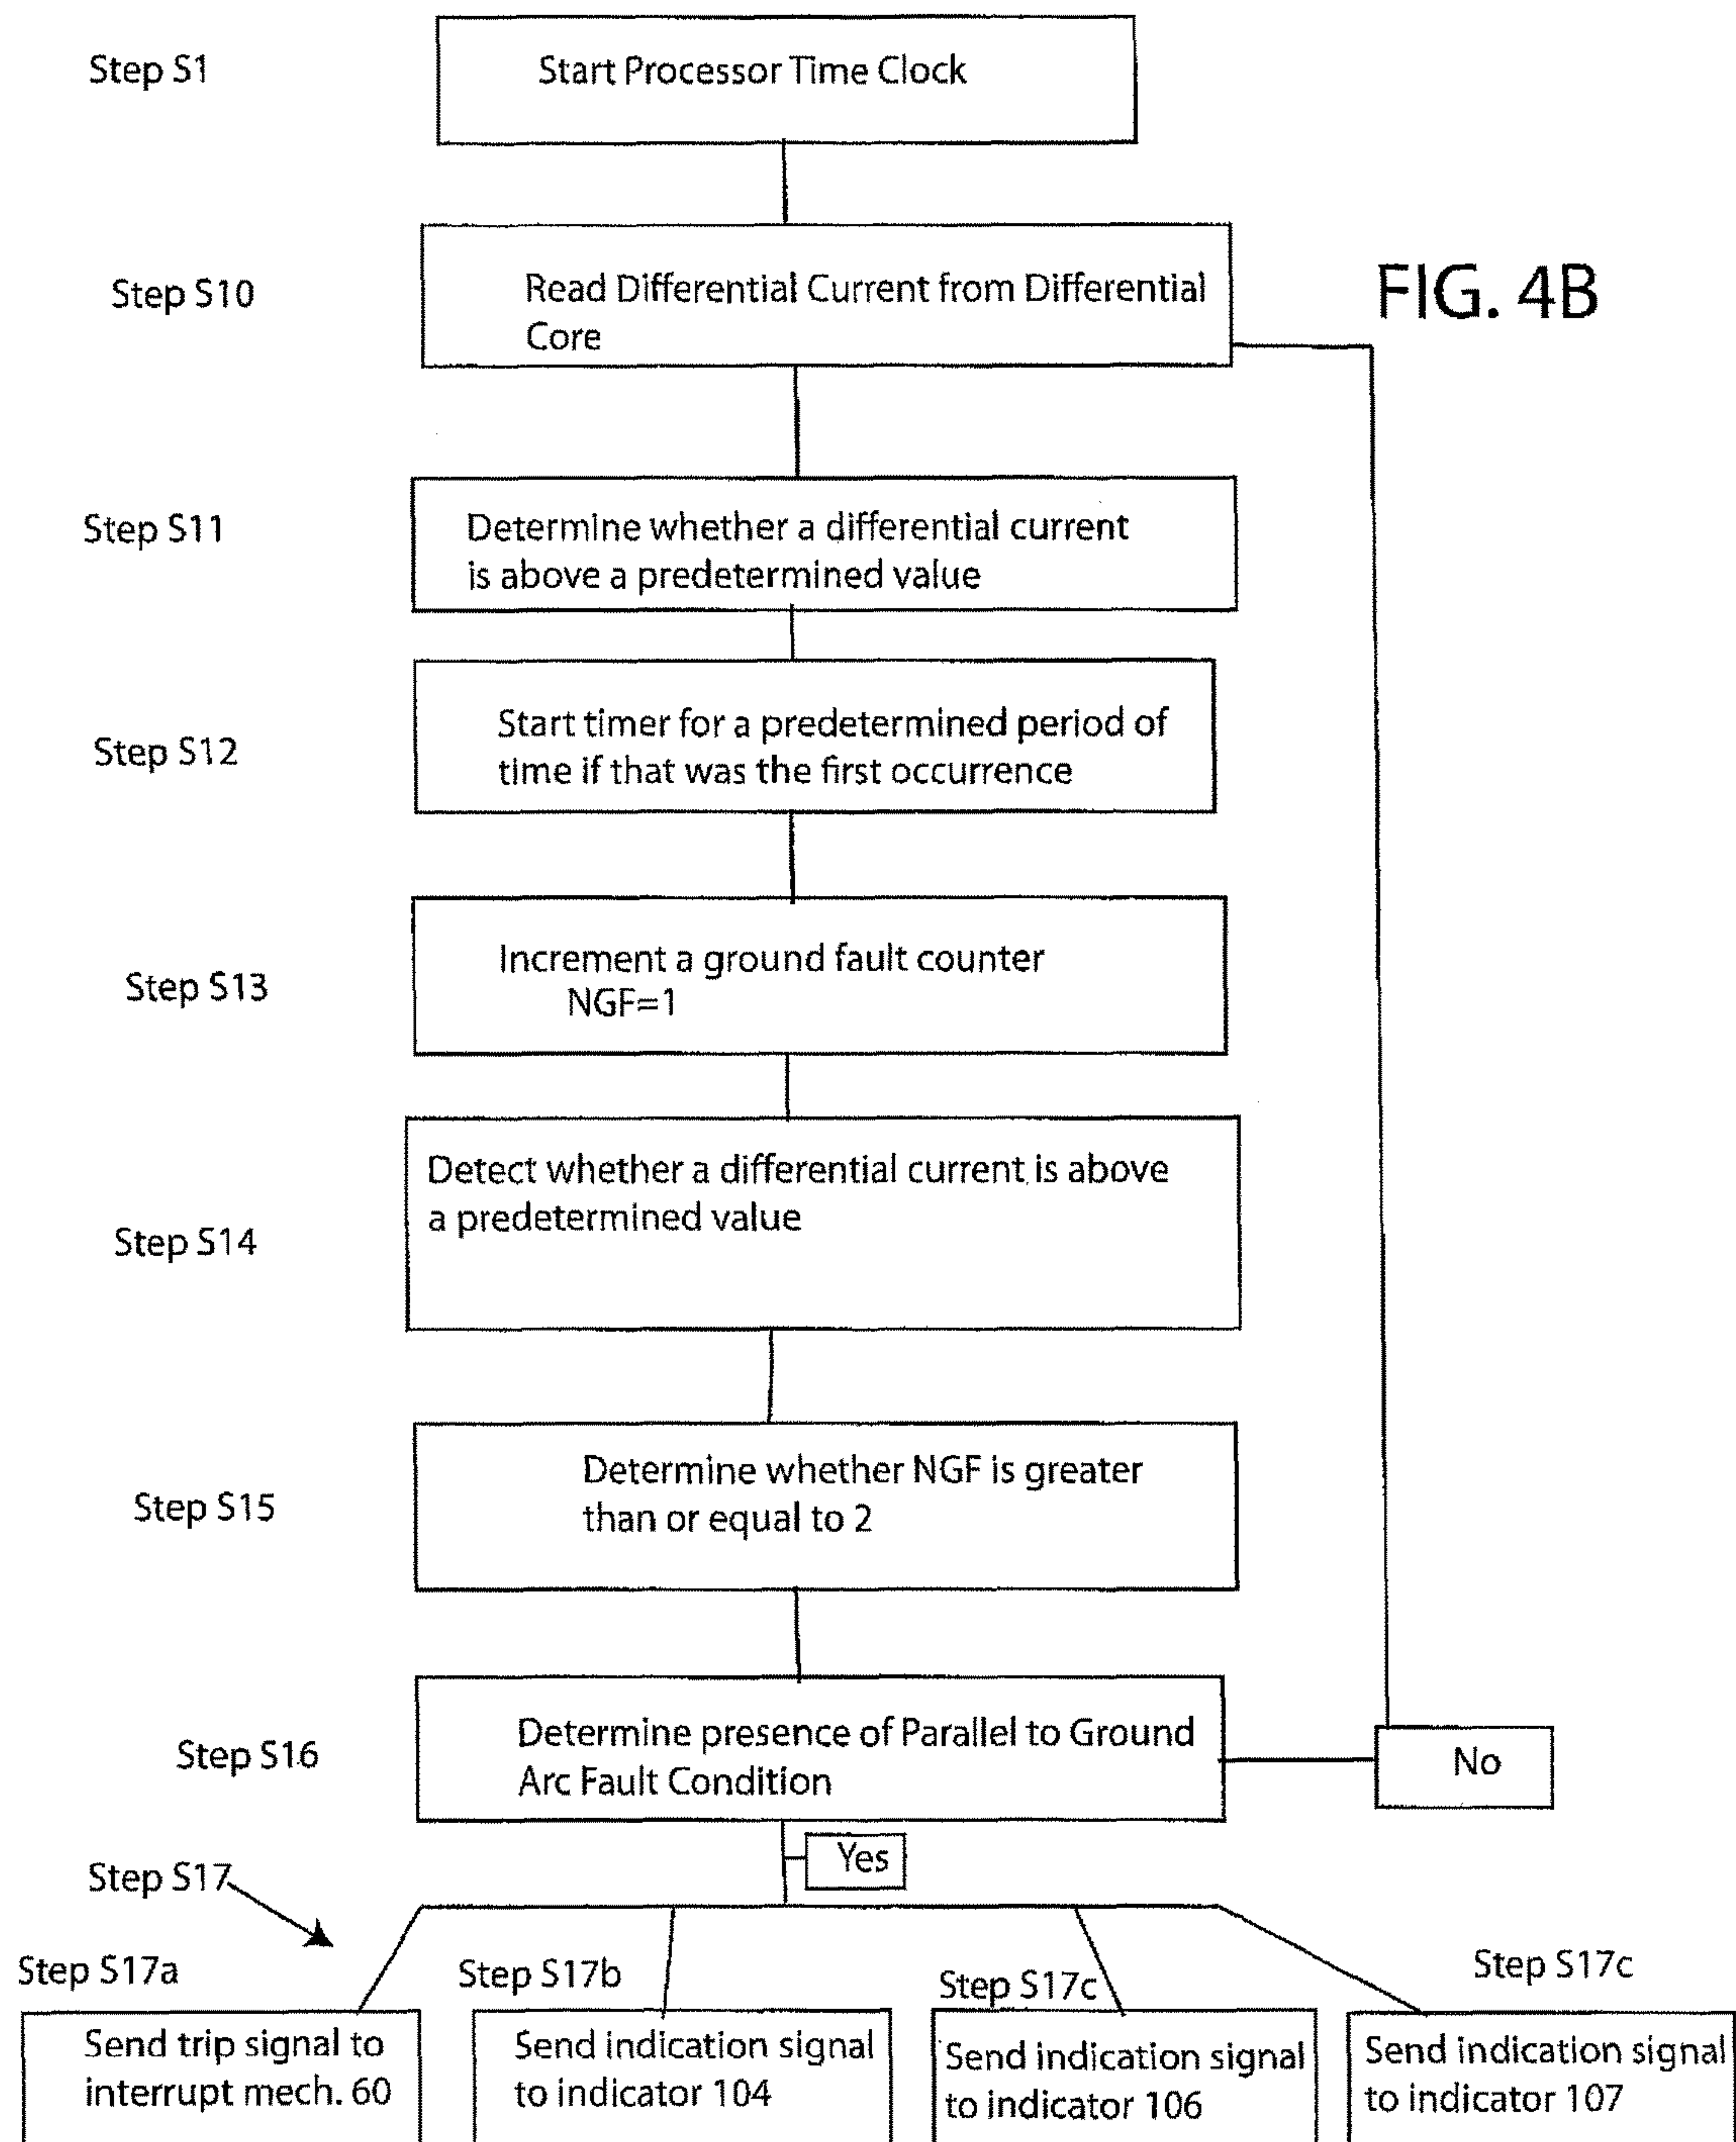 Step S1
Start Processor Time Clock
Step S10
Read Differential Current from Differential
Core
FIG. 4B
Step S11
Determine whether a differential current
is above a predetermined value
Step S12
Start timer for a predetermined period of
time if that was the first occurrence
Step S13
Increment a ground fault counter
NGF=1
Step S14
Detect whether a differential current is above
a predetermined value
Step S15
Determine whether NGF is greater
than or equal to 2
Step S16
Determine presence of Parallel to Ground
Arc Fault Condition
No
Yes
Step S17
Step S17a
Send trip signal to
interrupt mech. 60
Step S17b
Send indication signal
to indicator 104
Step S17c
Send indication signal
to indicator 106
Step S17c
Send indication signal
to indicator 107